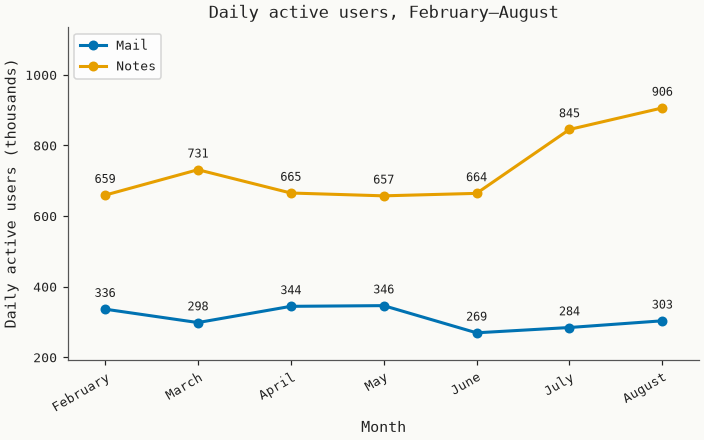 Daily active users, February–August
Mail
Notes
Daily active users (thousands)
1000
800
600
400
200
659
731
665
657
664
845
906
336
298
344
346
269
284
303
February
March
April
May
June
July
August
Month